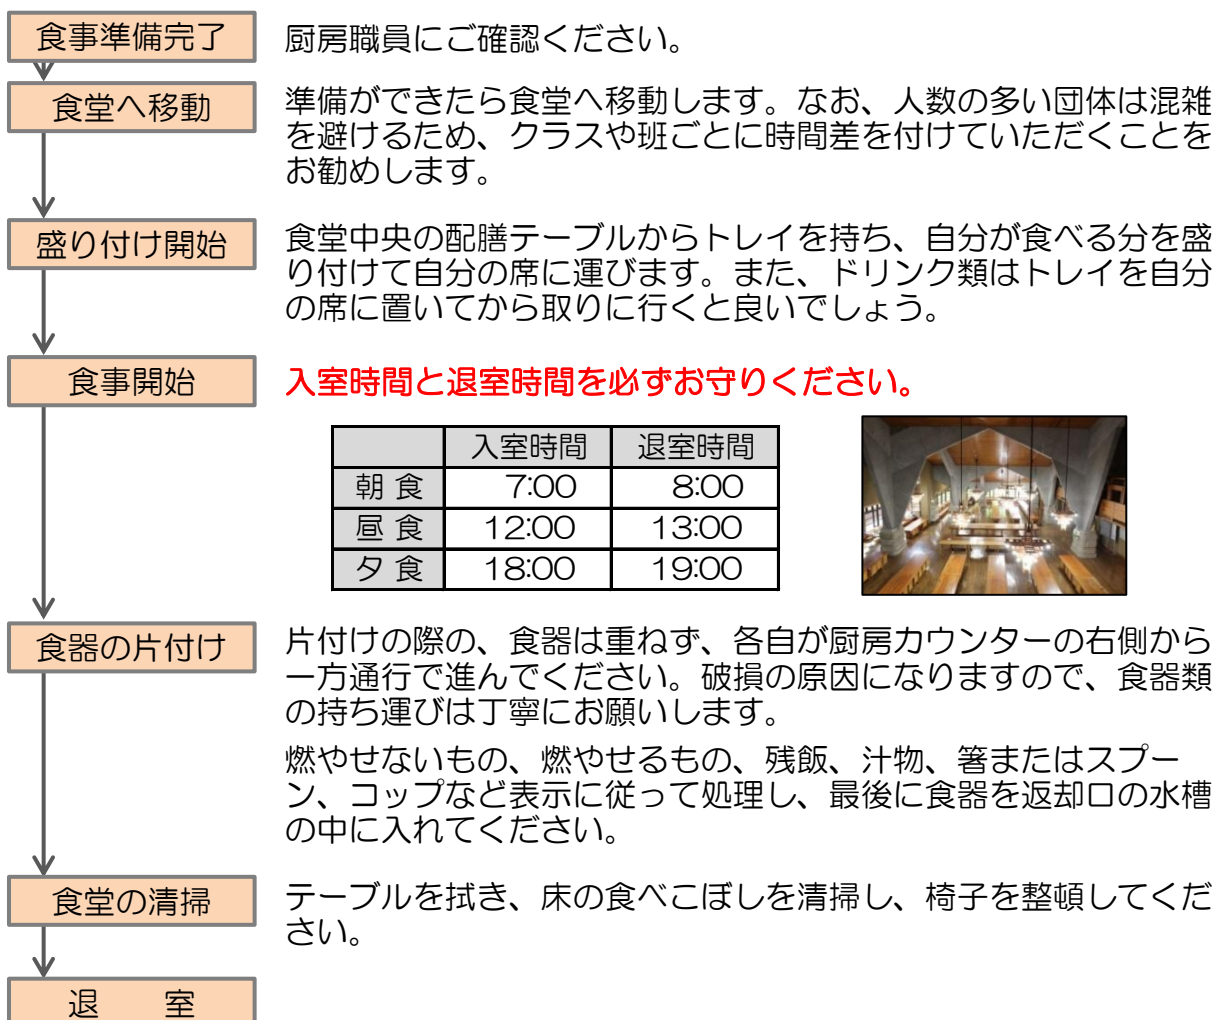 食事準備完了
厨房職員にご確認ください。
食堂へ移動
準備ができたら食堂へ移動します。なお、人数の多い団体は混雑
を避けるため、クラスや班ごとに時間差を付けていただくことを
お勧めします。
盛り付け開始
食堂中央の配膳テーブルからトレイを持ち、自分が食べる分を盛
り付けて自分の席に運びます。また、ドリンク類はトレイを自分
の席に置いてから取りに行くと良いでしょう。
食事開始
入室時間と退室時間を必ずお守りください。
入室時間 退室時間
朝 食 7:00 8:00
昼 食 12:00 13:00
夕 食 18:00 19:00
食器の片付け
片付けの際の、食器は重ねず、各自が厨房カウンターの右側から
一方通行で進んでください。破損の原因になりますので、食器類
の持ち運びは丁寧にお願いします。
燃やせないもの、燃やせるもの、残飯、汁物、箸またはスプー
ン、コップなど表示に従って処理し、最後に食器を返却口の水槽
の中に入れてください。
食堂の清掃
テーブルを拭き、床の食べこぼしを清掃し、椅子を整頓してくだ
さい。
退 室